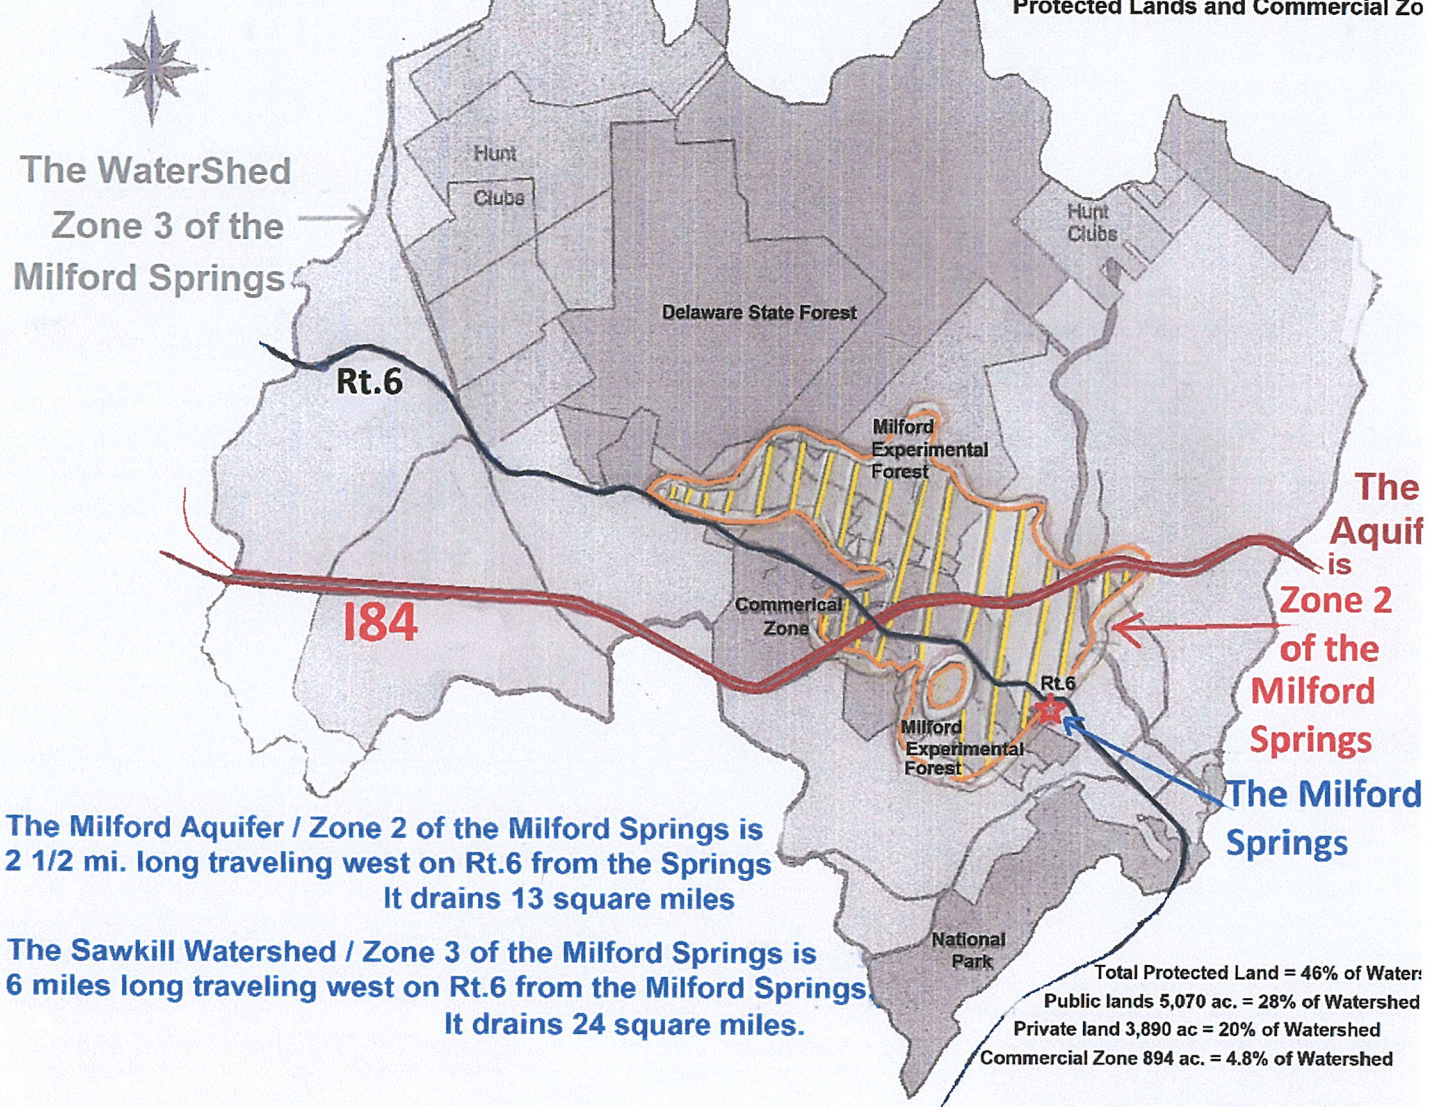 Protected Lands and Commercial Zo
The WaterShed
Zone 3 of the
Milford Springs
Hunt
Clubs
Hunt
Clubs
Delaware State Forest
Rt.6
Milford
Experimental
Forest
The
Aquif
is
Zone 2
of the
Milford
Springs
I84
Commerical
Zone
Rt.6
Milford
Experimental
Forest
The Milford
Springs
The Milford Aquifer / Zone 2 of the Milford Springs is
2 1/2 mi. long traveling west on Rt.6 from the Springs
It drains 13 square miles
The Sawkill Watershed / Zone 3 of the Milford Springs is
6 miles long traveling west on Rt.6 from the Milford Springs.
It drains 24 square miles.
National
Park
Total Protected Land = 46% of Waters
Public lands 5,070 ac. = 28% of Watershed
Private land 3,890 ac = 20% of Watershed
Commercial Zone 894 ac. = 4.8% of Watershed